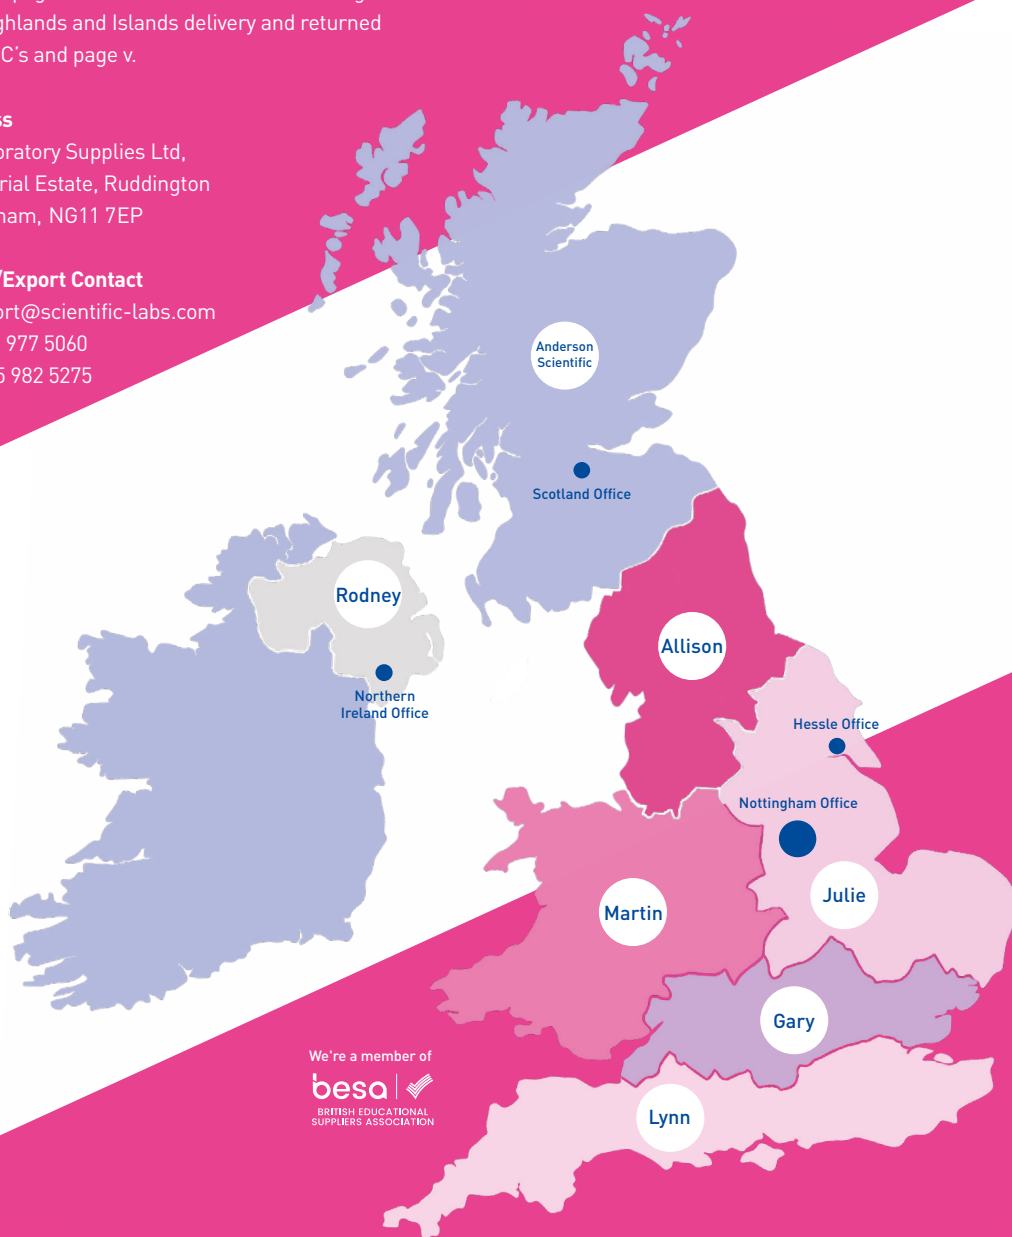 ghlands and Islands delivery and returned
C's and page v.
ss
oratory Supplies Ltd,
rial Estate, Ruddington
ham, NG11 7EP
/Export Contact
ort@scientific-labs.com
977 5060
5 982 5275
Anderson
Scientific
Scotland Office
Rodney
Northern
Ireland Office
Allison
Hessle Office
Nottingham Office
Julie
Martin
Gary
Lynn
We're a member of
besa
BRITISH EDUCATIONAL
SUPPLIERS ASSOCIATION